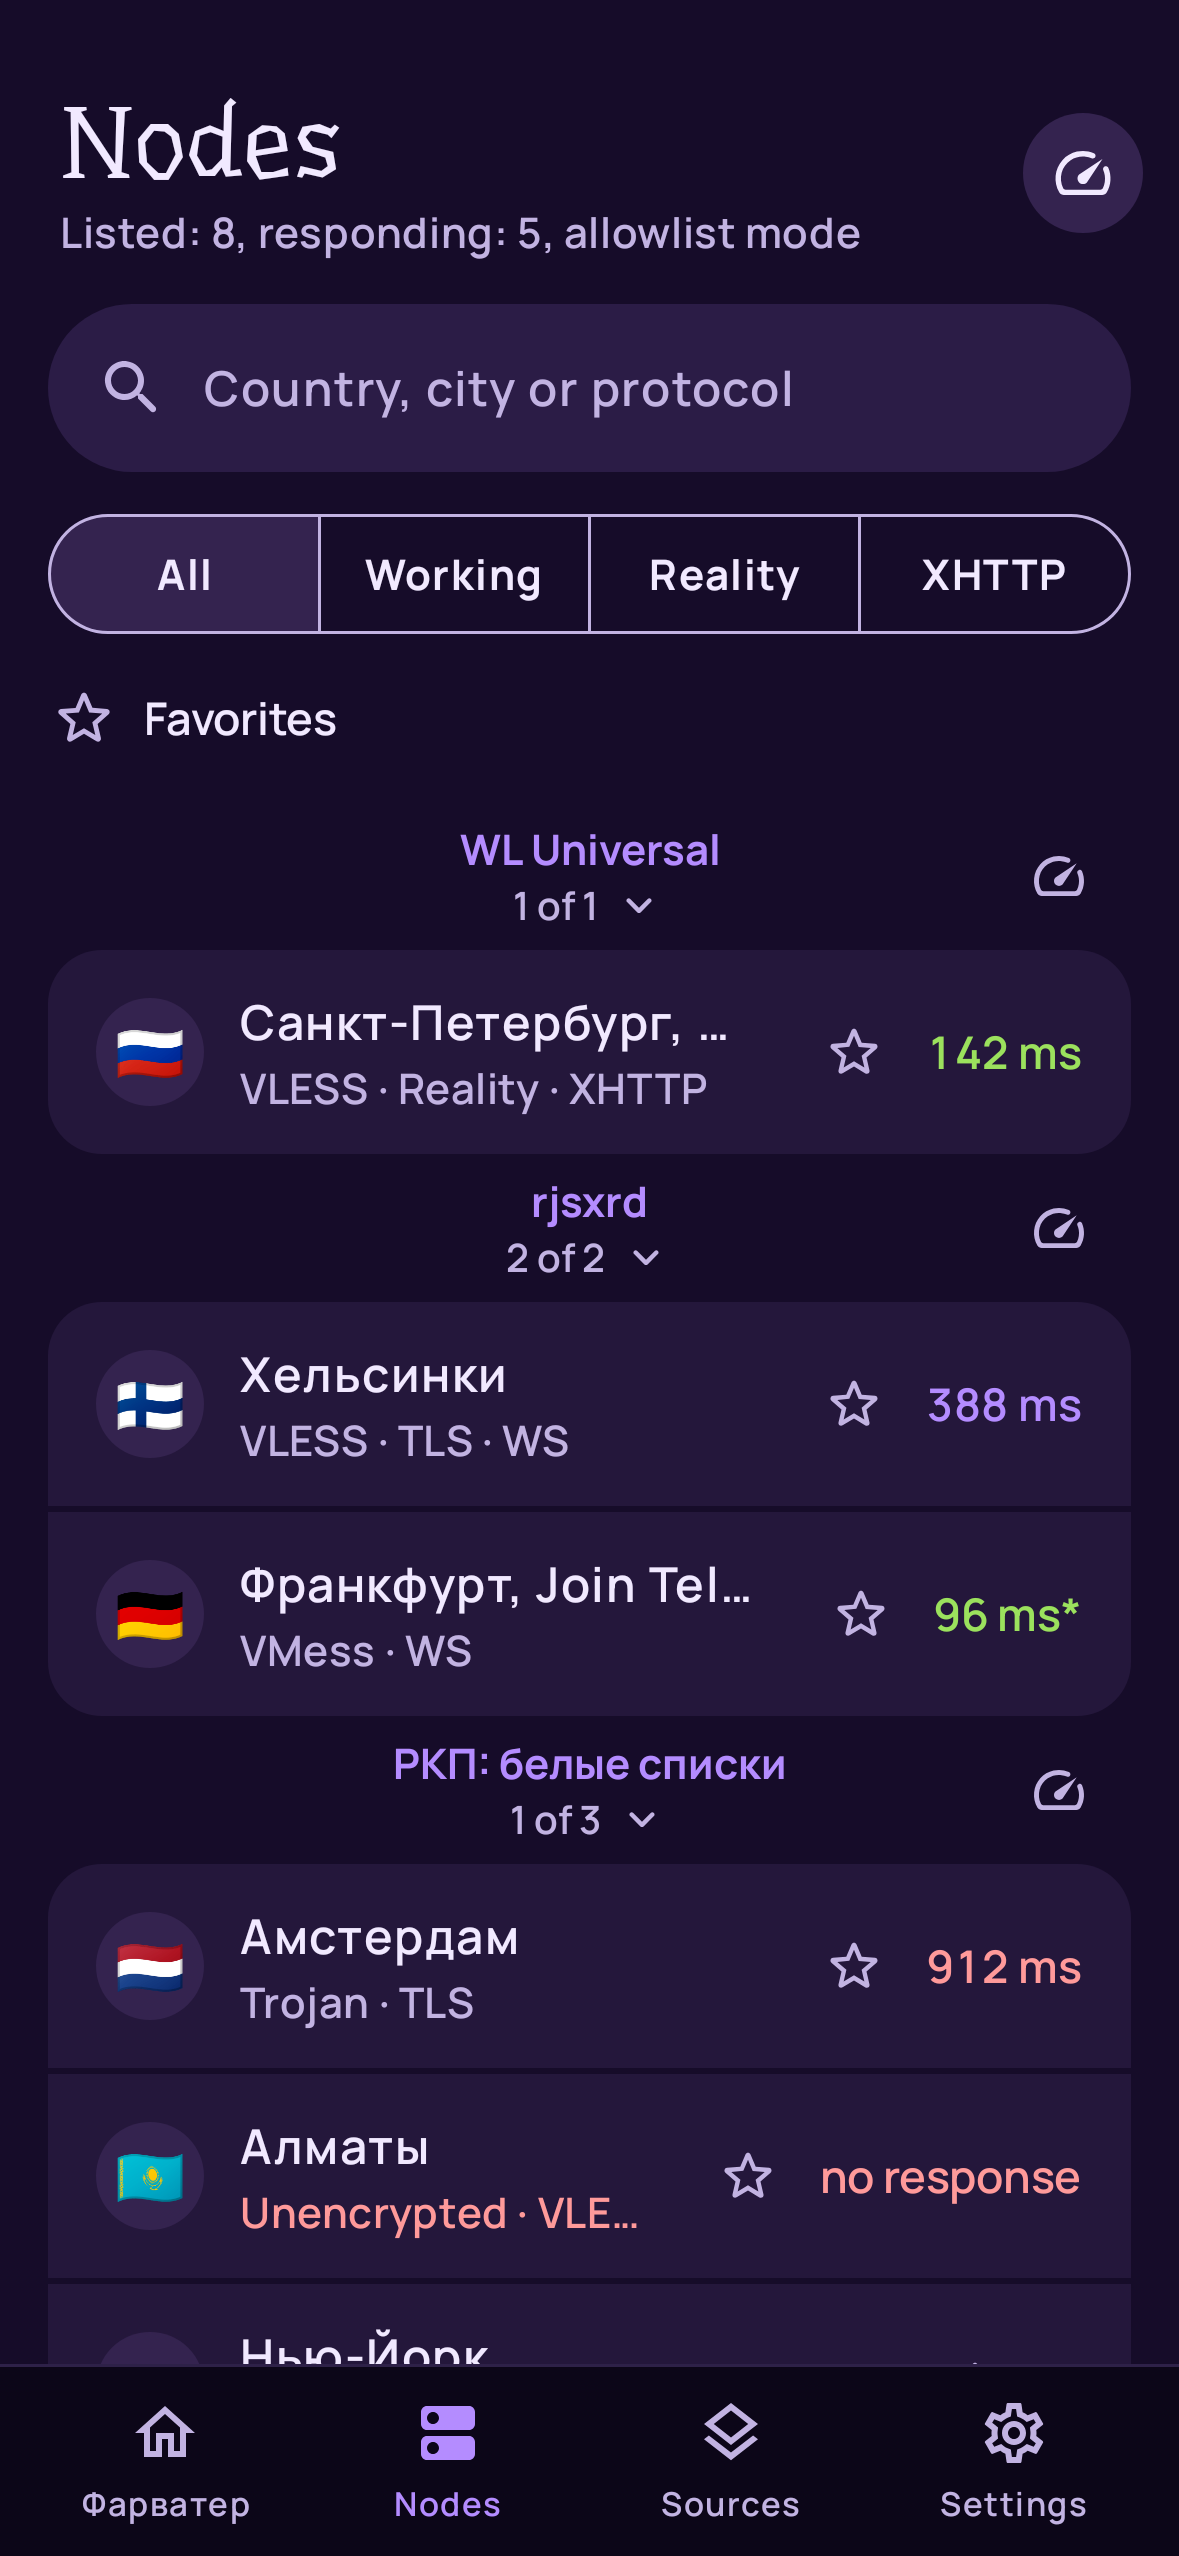 Nodes
Listed: 8, responding: 5, allowlist mode
Country, city or protocol
All
Working
Reality
XHTTP
Favorites
WL Universal
1 of 1
Санкт-Петербург, …
VLESS · Reality · XHTTP
142 ms
rjsxrd
2 of 2
Хельсинки
VLESS · TLS · WS
388 ms
Франкфурт, Join Tel…
VMess · WS
96 ms*
РКП: белые списки
1 of 3
Амстердам
Trojan · TLS
912 ms
Алматы
Unencrypted · VLE…
no response
Нью-Йорк
Фарватер
Nodes
Sources
Settings